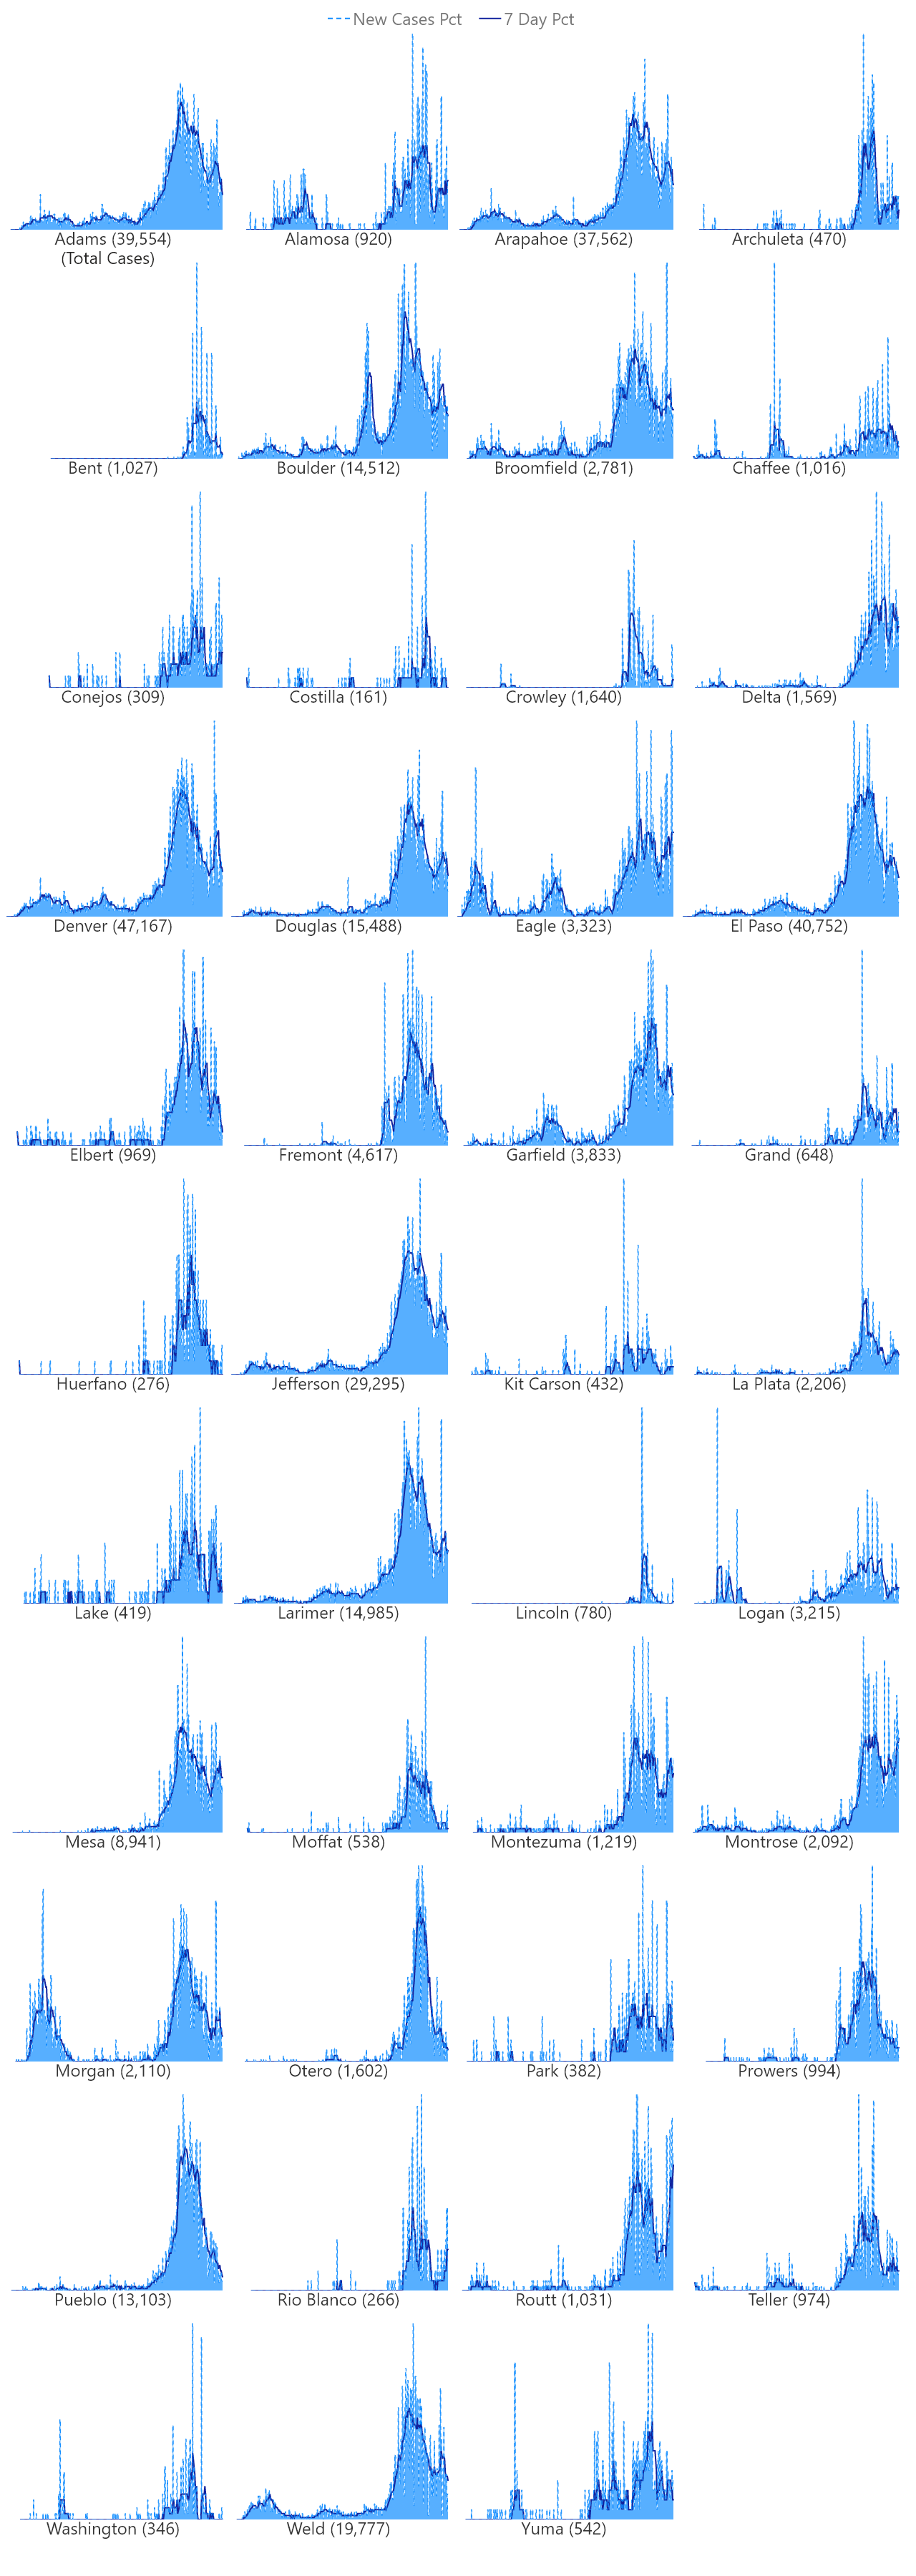 New Cases Pct 7 Day Pct
Adams (39,554) Alamosa (920) Arapahoe (37,562) Archuleta (470)
(Total Cases)
Bent (1,027) Boulder (14,512) Broomfield (2,781) Chaffee (1,016)
Conejos (309) Costilla (161) Crowley (1,640) Delta (1,569)
Denver (47,167) Douglas (15,488) Eagle (3,323) El Paso (40,752)
Elbert (969) Fremont (4,617) Garfield (3,833) Grand (648)
Huerfano (276) Jefferson (29,295) Kit Carson (432) La Plata (2,206)
Lake (419) Larimer (14,985) Lincoln (780) Logan (3,215)
Mesa (8,941) Moffat (538) Montezuma (1,219) Montrose (2,092)
Morgan (2,110) Otero (1,602) Park (382) Prowers (994)
Pueblo (13,103) Rio Blanco (266) Routt (1,031) Teller (974)
Washington (346) Weld (19,777) Yuma (542)